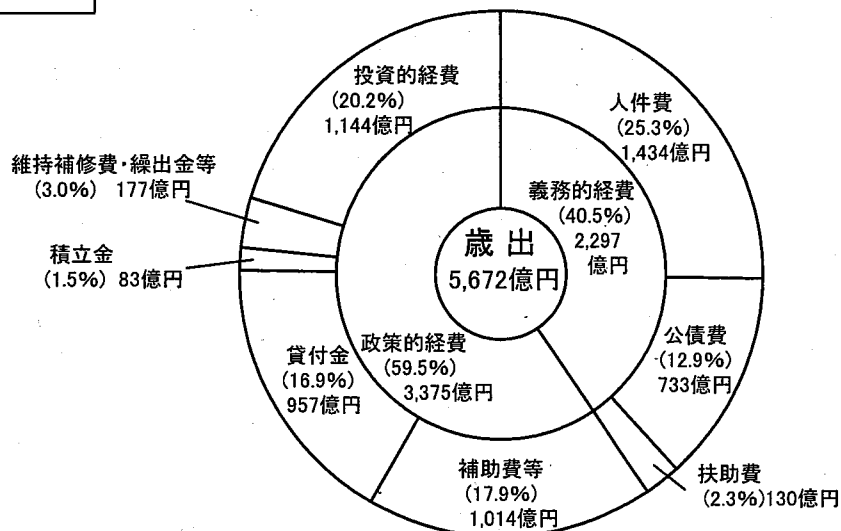 歳出
5,672億円
義務的経費
(40.5%)
2,297
億円
政策的経費
(59.5%)
3,375億円
人件費
(25.3%)
1,434億円
公債費
(12.9%)
733億円
扶助費
(2.3%)130億円
補助費等
(17.9%)
1,014億円
貸付金
(16.9%)
957億円
積立金
(1.5%) 83億円
維持補修費・繰出金等
(3.0%) 177億円
投資的経費
(20.2%)
1,144億円